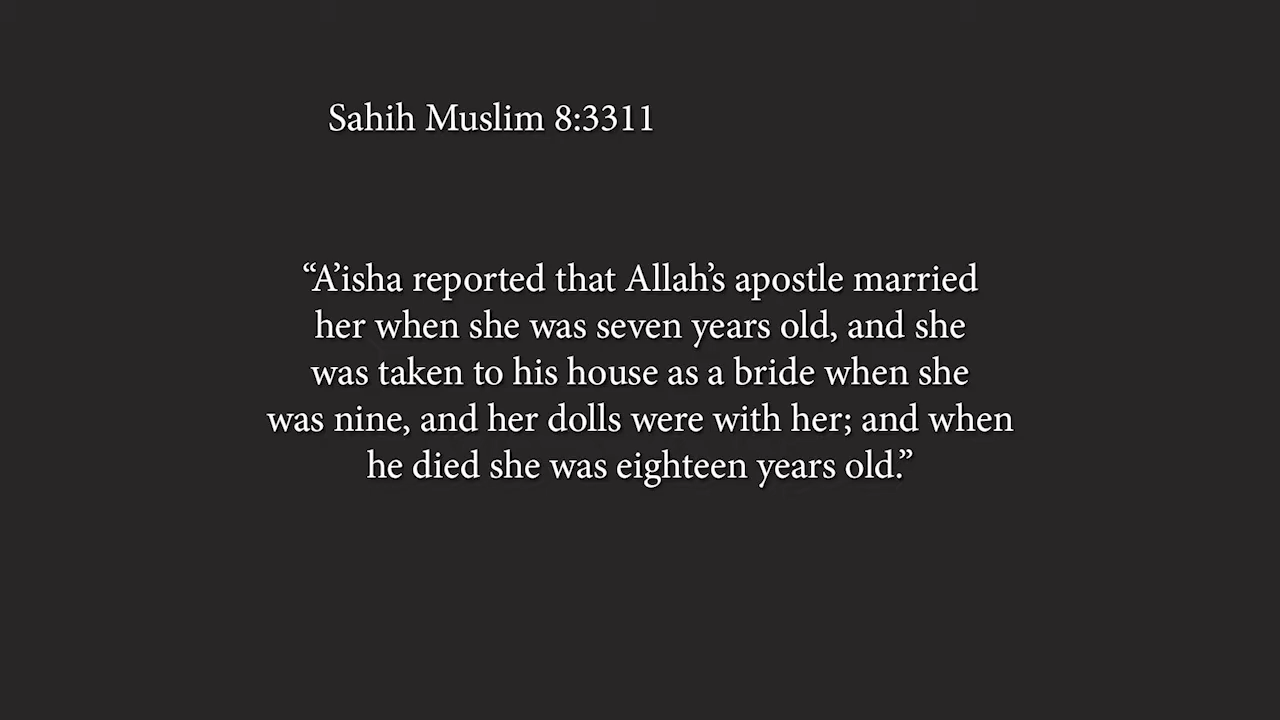 Sahih Muslim 8:3311
“A’isha reported that Allah’s apostle married
her when she was seven years old, and she
was taken to his house as a bride when she
was nine, and her dolls were with her; and when
he died she was eighteen years old.”